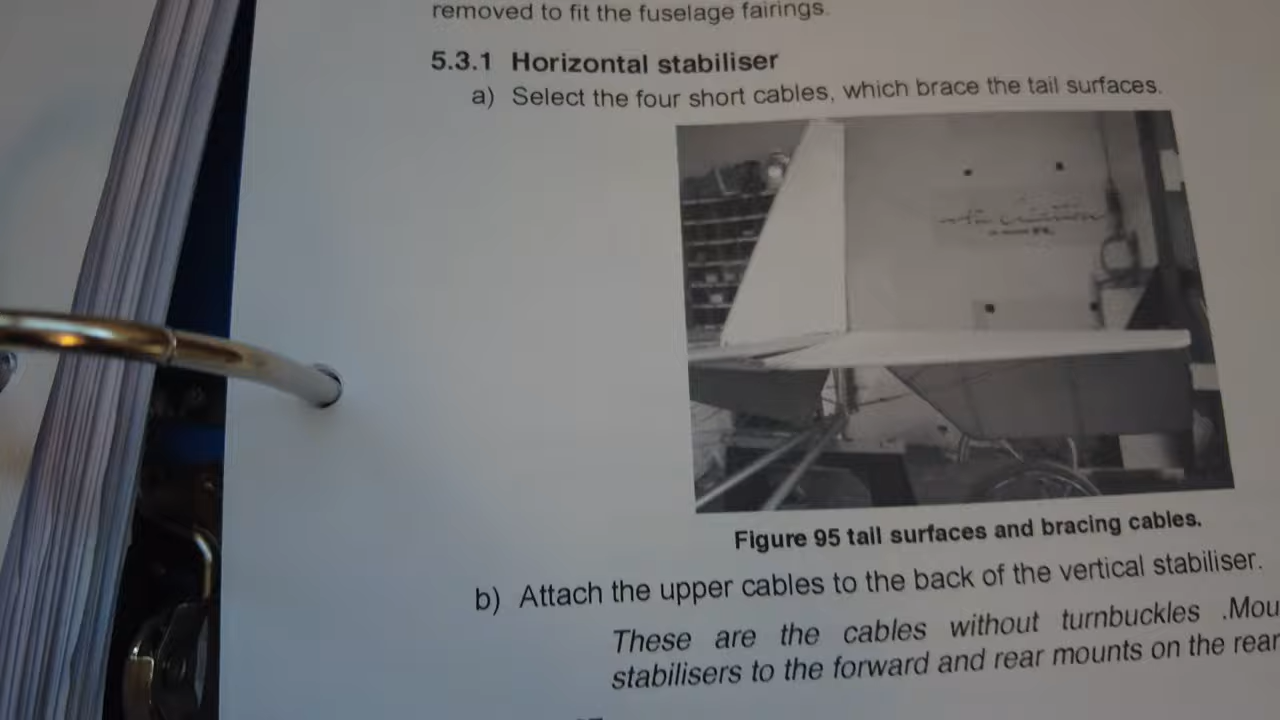 removed to fit the fuselage fairings.
5.3.1 Horizontal stabiliser
a) Select the four short cables, which brace the tail surfaces.
Figure 95 tail surfaces and bracing cables.
b) Attach the upper cables to the back of the vertical stabiliser.
These are the cables without turnbuckles .Mou
stabilisers to the forward and rear mounts on the rear